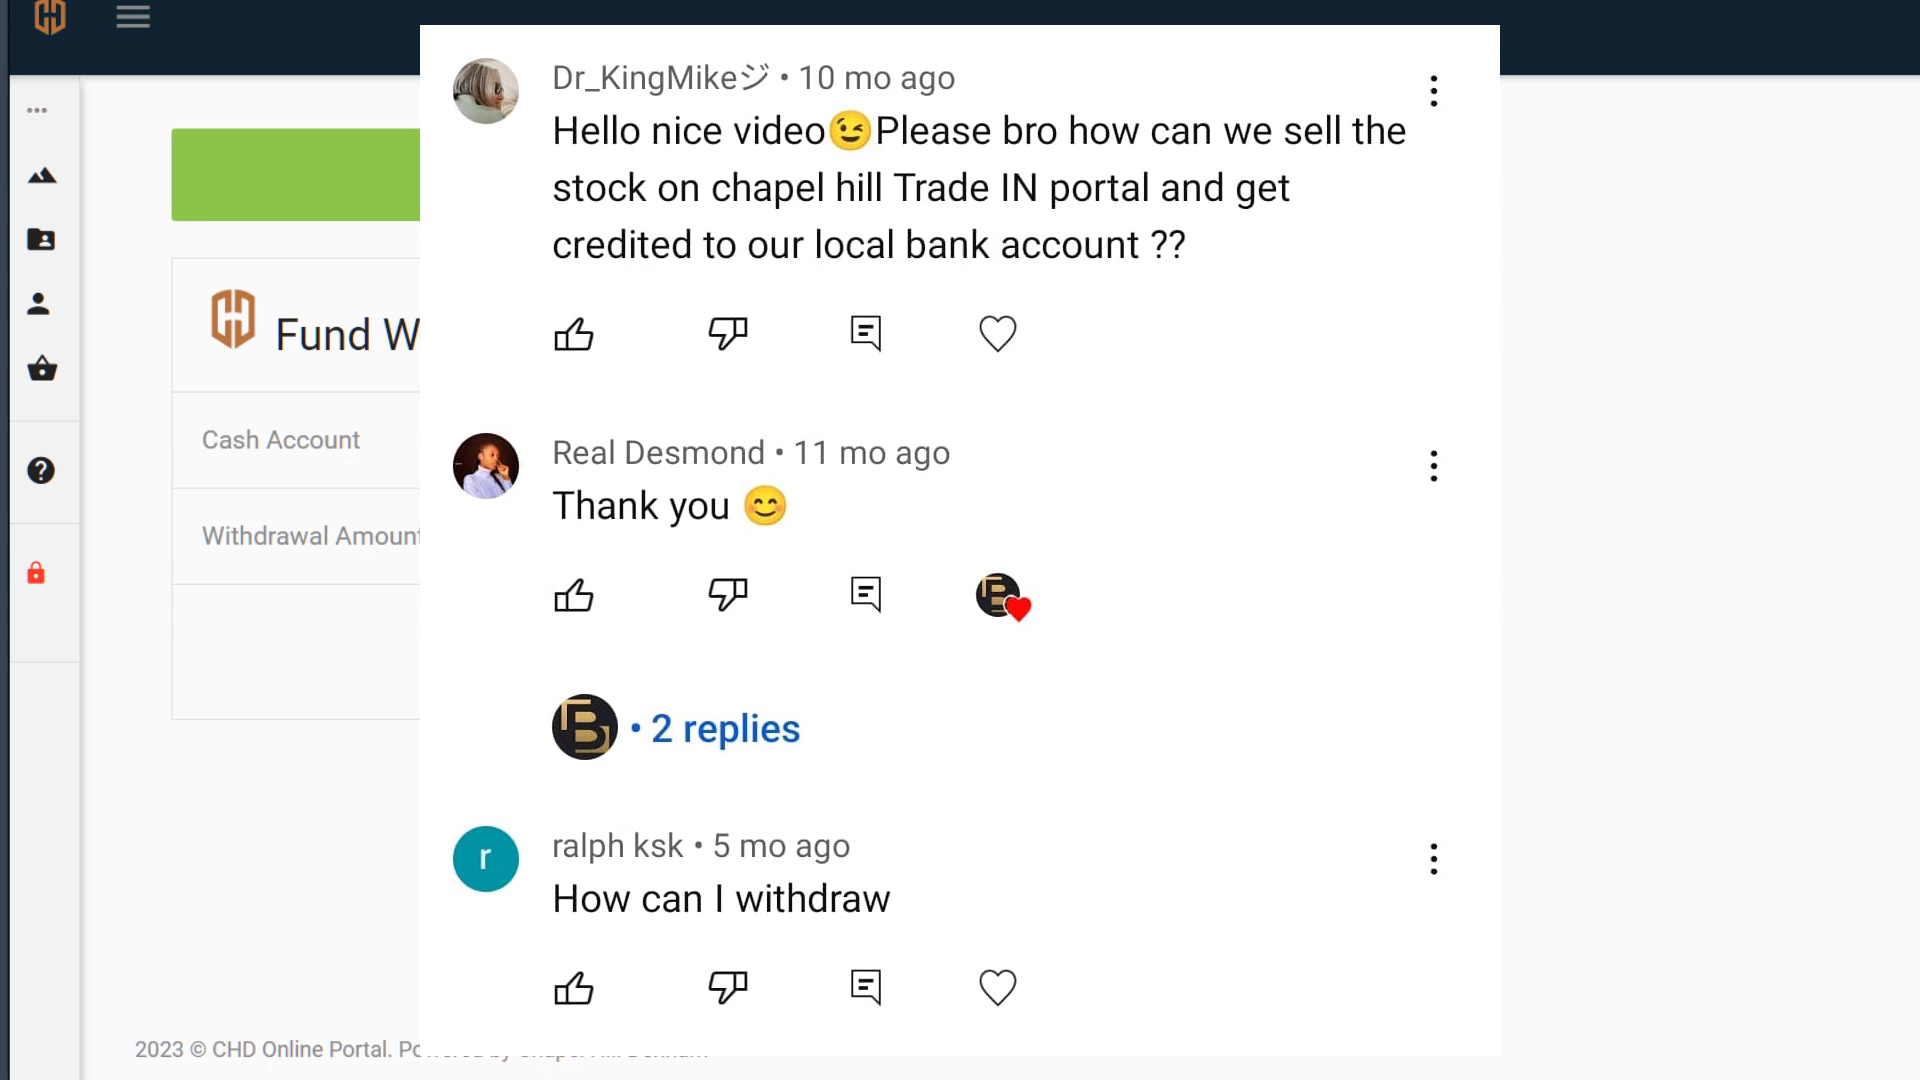 Dr_KingMikeジ • 10 mo ago
Hello nice video😉Please bro how can we sell the
stock on chapel hill Trade IN portal and get
credited to our local bank account ??
Fund W
Real Desmond • 11 mo ago
Cash Account
Thank you 😊
Withdrawal Amount
• 2 replies
r
ralph ksk • 5 mo ago
How can I withdraw
2023 © CHD Online Portal.